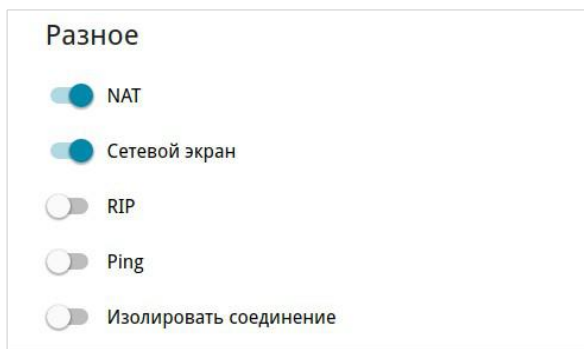 Разное
NAT
Сетевой экран
RIP
Ping
Изолировать соединение